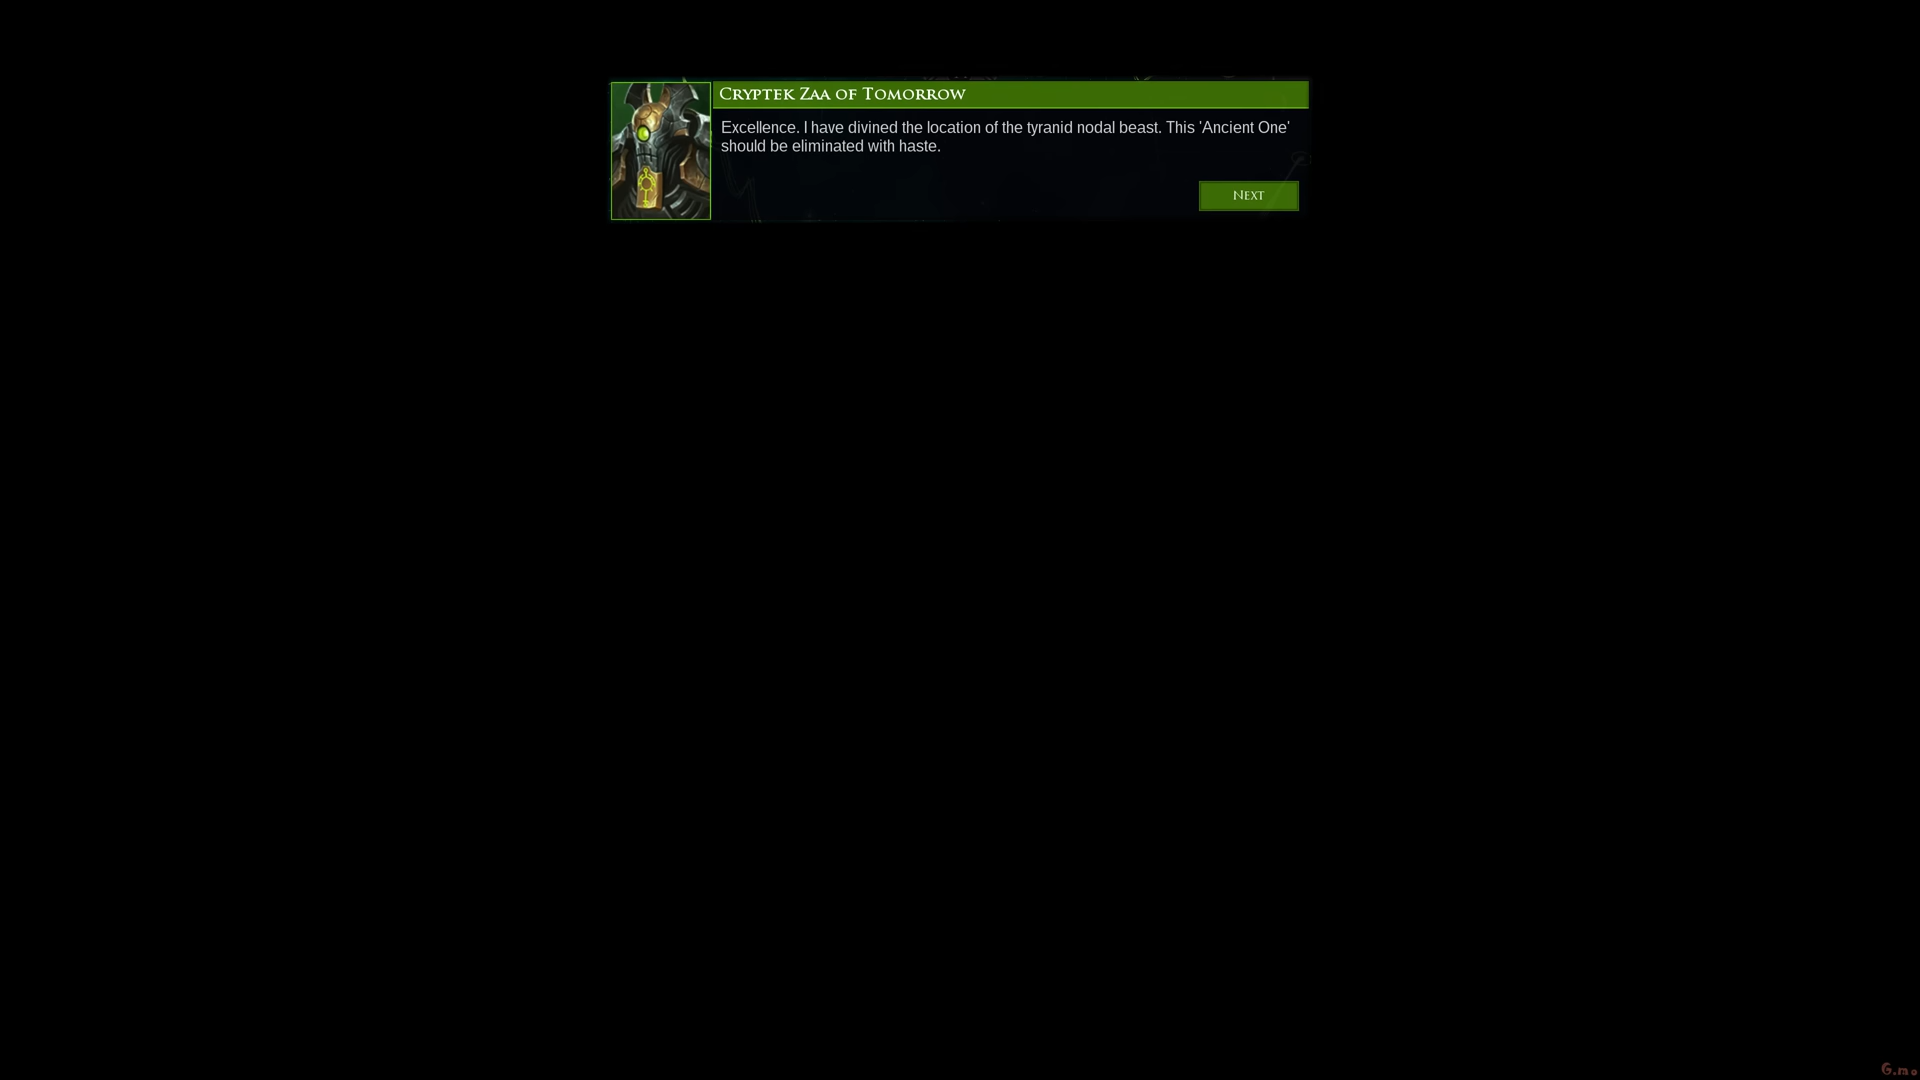 Cryptek Zaa of Tomorrow
Excellence. I have divined the location of the tyranid nodal beast. This 'Ancient One'
should be eliminated with haste.
Next
G.m.